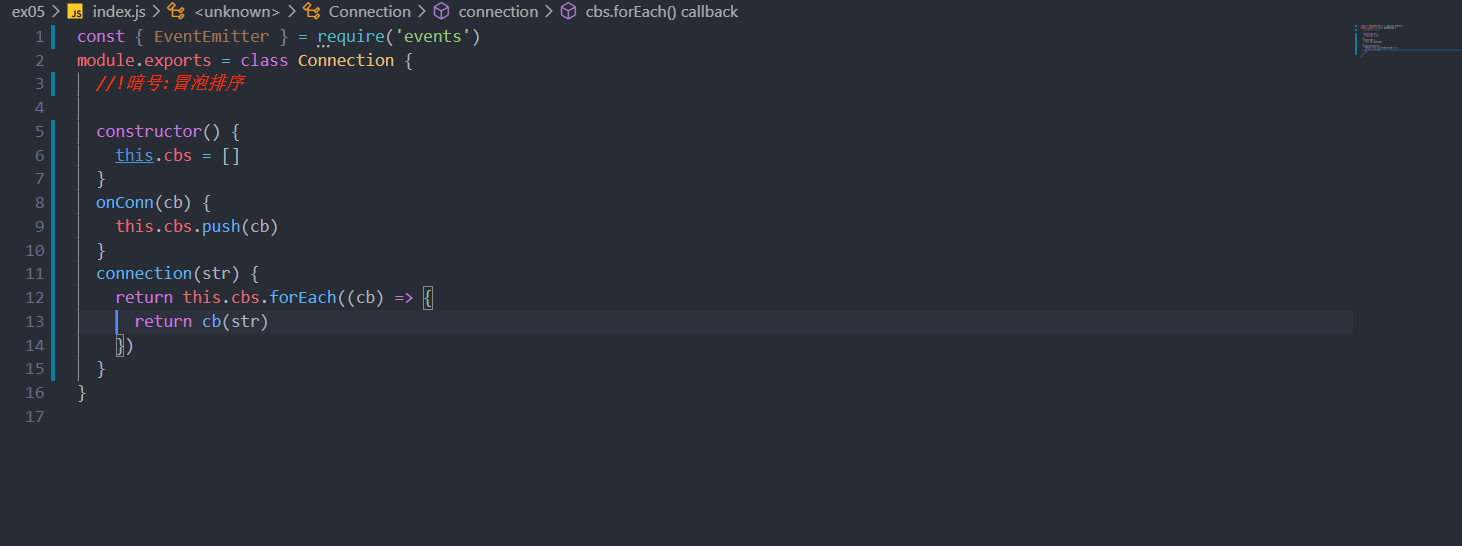 ex05 > JS index.js > <unknown> > Connection > connection > cbs.forEach() callback
1 const { EventEmitter } = require('events')
2 module.exports = class Connection {
3 //!暗号:冒泡排序
4
5 constructor() {
6 this.cbs = []
7 }
8 onConn(cb) {
9 this.cbs.push(cb)
10 }
11 connection(str) {
12 return this.cbs.forEach((cb) => {
13 return cb(str)
14 })
15 }
16 }
17